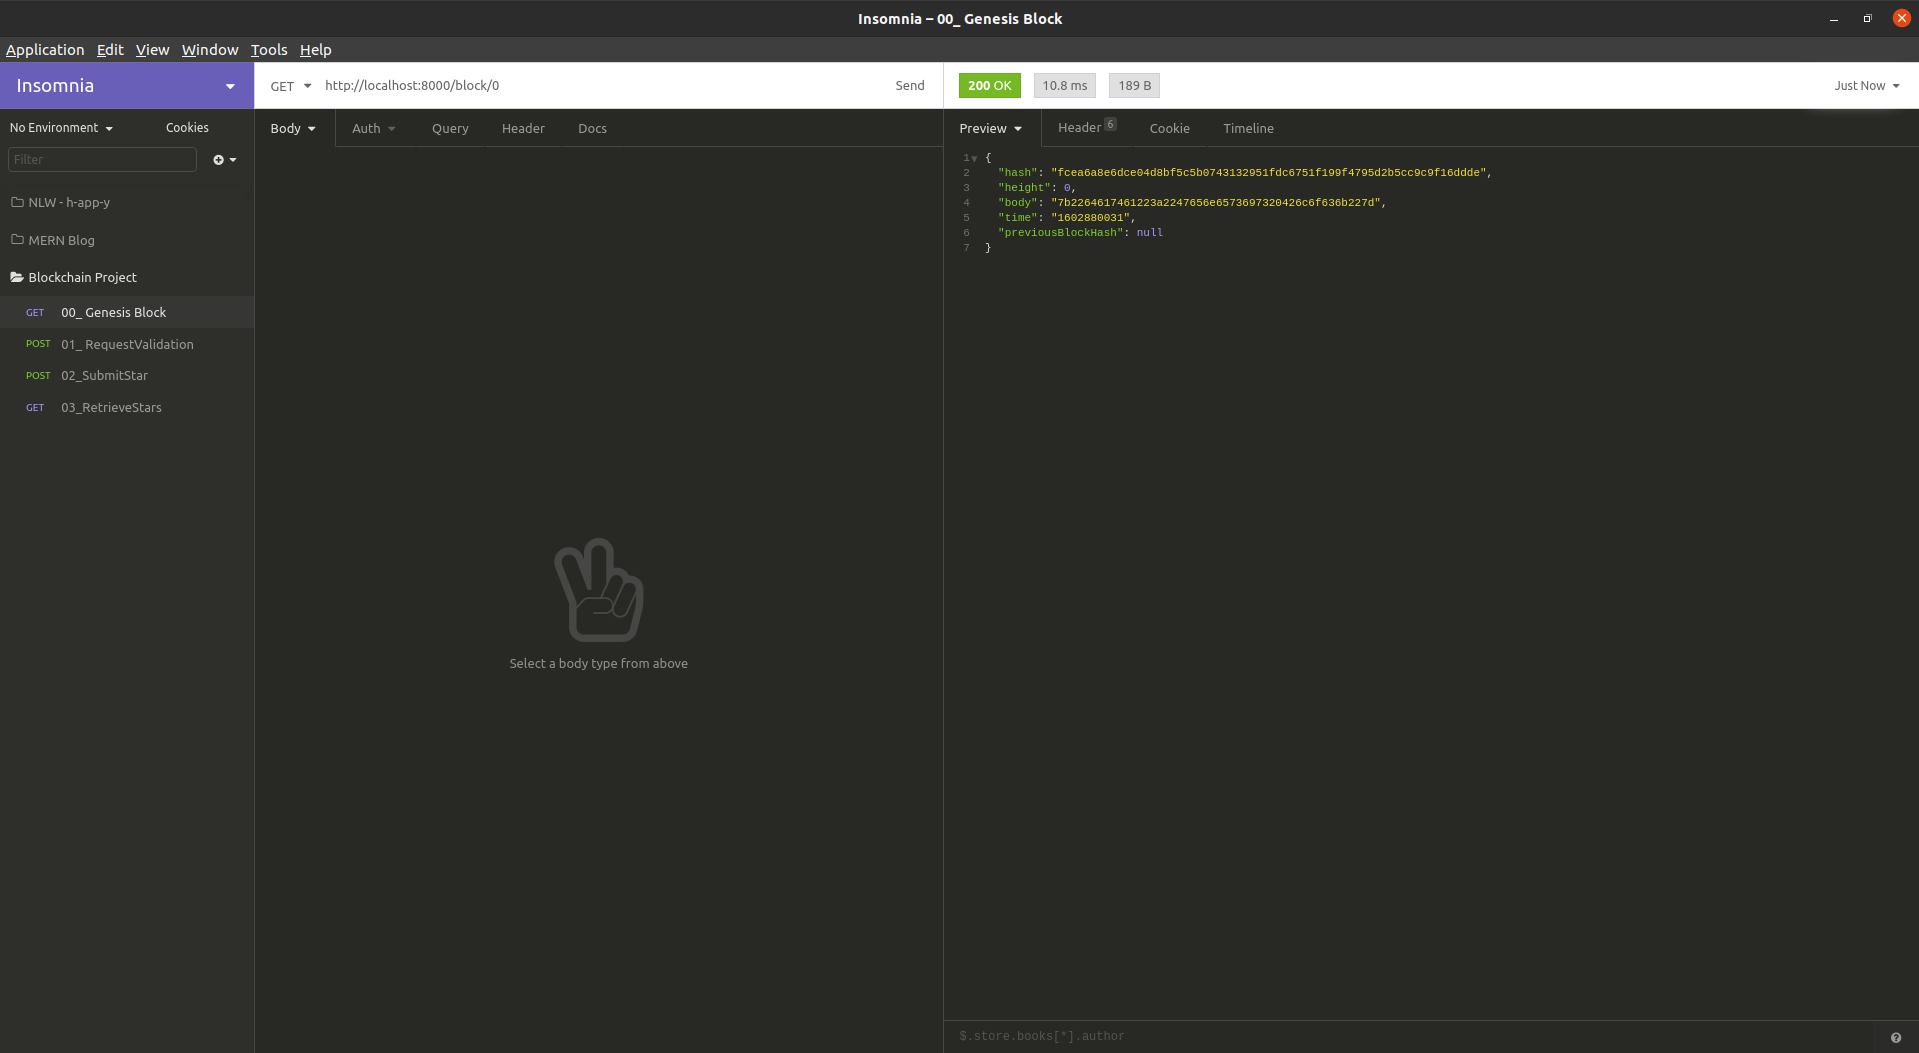 Insomnia – 00_ Genesis Block
Application Edit View Window Tools Help
Insomnia
GET http://localhost:8000/block/0 Send
200 OK 10.8 ms 189 B Just Now
No Environment Cookies
Filter
NLW - h-app-y
MERN Blog
Blockchain Project
GET 00_ Genesis Block
POST 01_ RequestValidation
POST 02_SubmitStar
GET 03_RetrieveStars
Body Auth Query Header Docs
Select a body type from above
Preview Header 6 Cookie Timeline
1 {
2 "hash": "fcea6a8e6dce04d8bf5c5b0743132951fdc6751f199f4795d2b5cc9c9f16ddde",
3 "height": 0,
4 "body": "7b2264617461223a2247656e6573697320426c6f636b227d",
5 "time": "1602880031",
6 "previousBlockHash": null
7 }
$.store.books[*].author